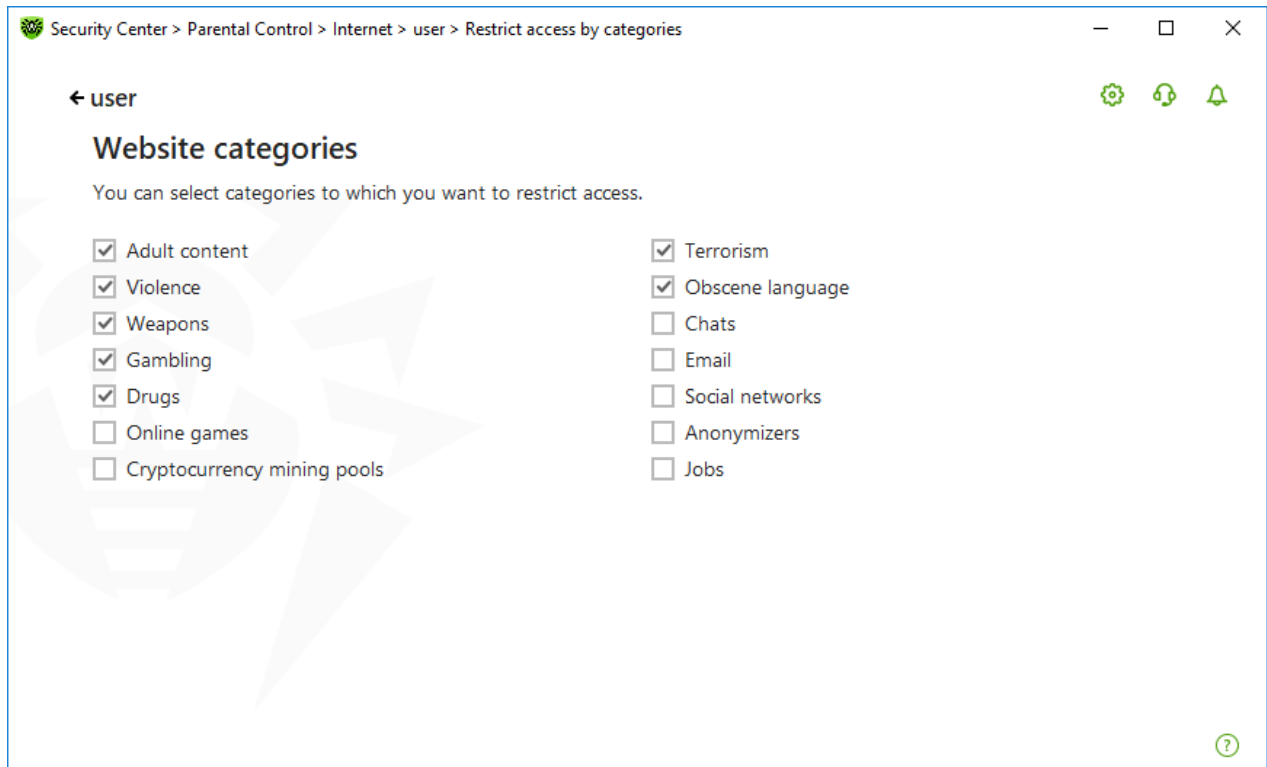 Security Center > Parental Control > Internet > user > Restrict access by categories
user
Website categories
You can select categories to which you want to restrict access.
Adult content
Violence
Weapons
Gambling
Drugs
Online games
Cryptocurrency mining pools
Terrorism
Obscene language
Chats
Email
Social networks
Anonymizers
Jobs
?